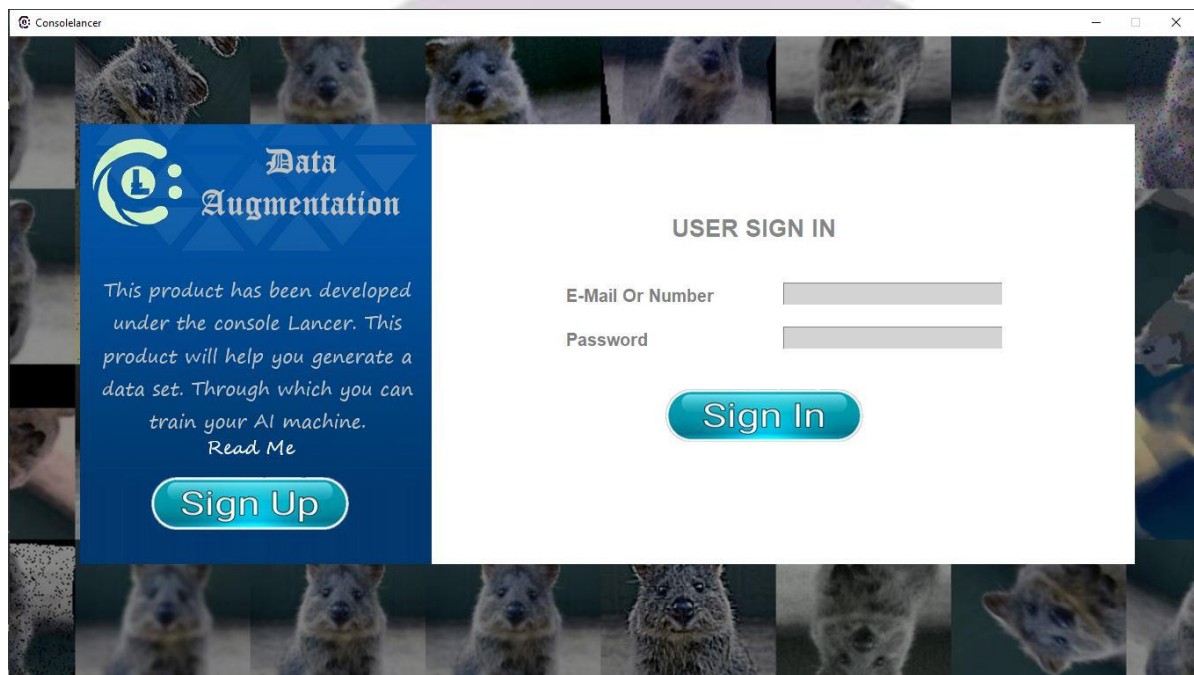 Consolelancer
Data
Augmentation
This product has been developed
under the console Lancer. This
product will help you generate a
data set. Through which you can
train your AI machine.
Read Me
Sign Up
USER SIGN IN
E-Mail Or Number
Password
Sign In